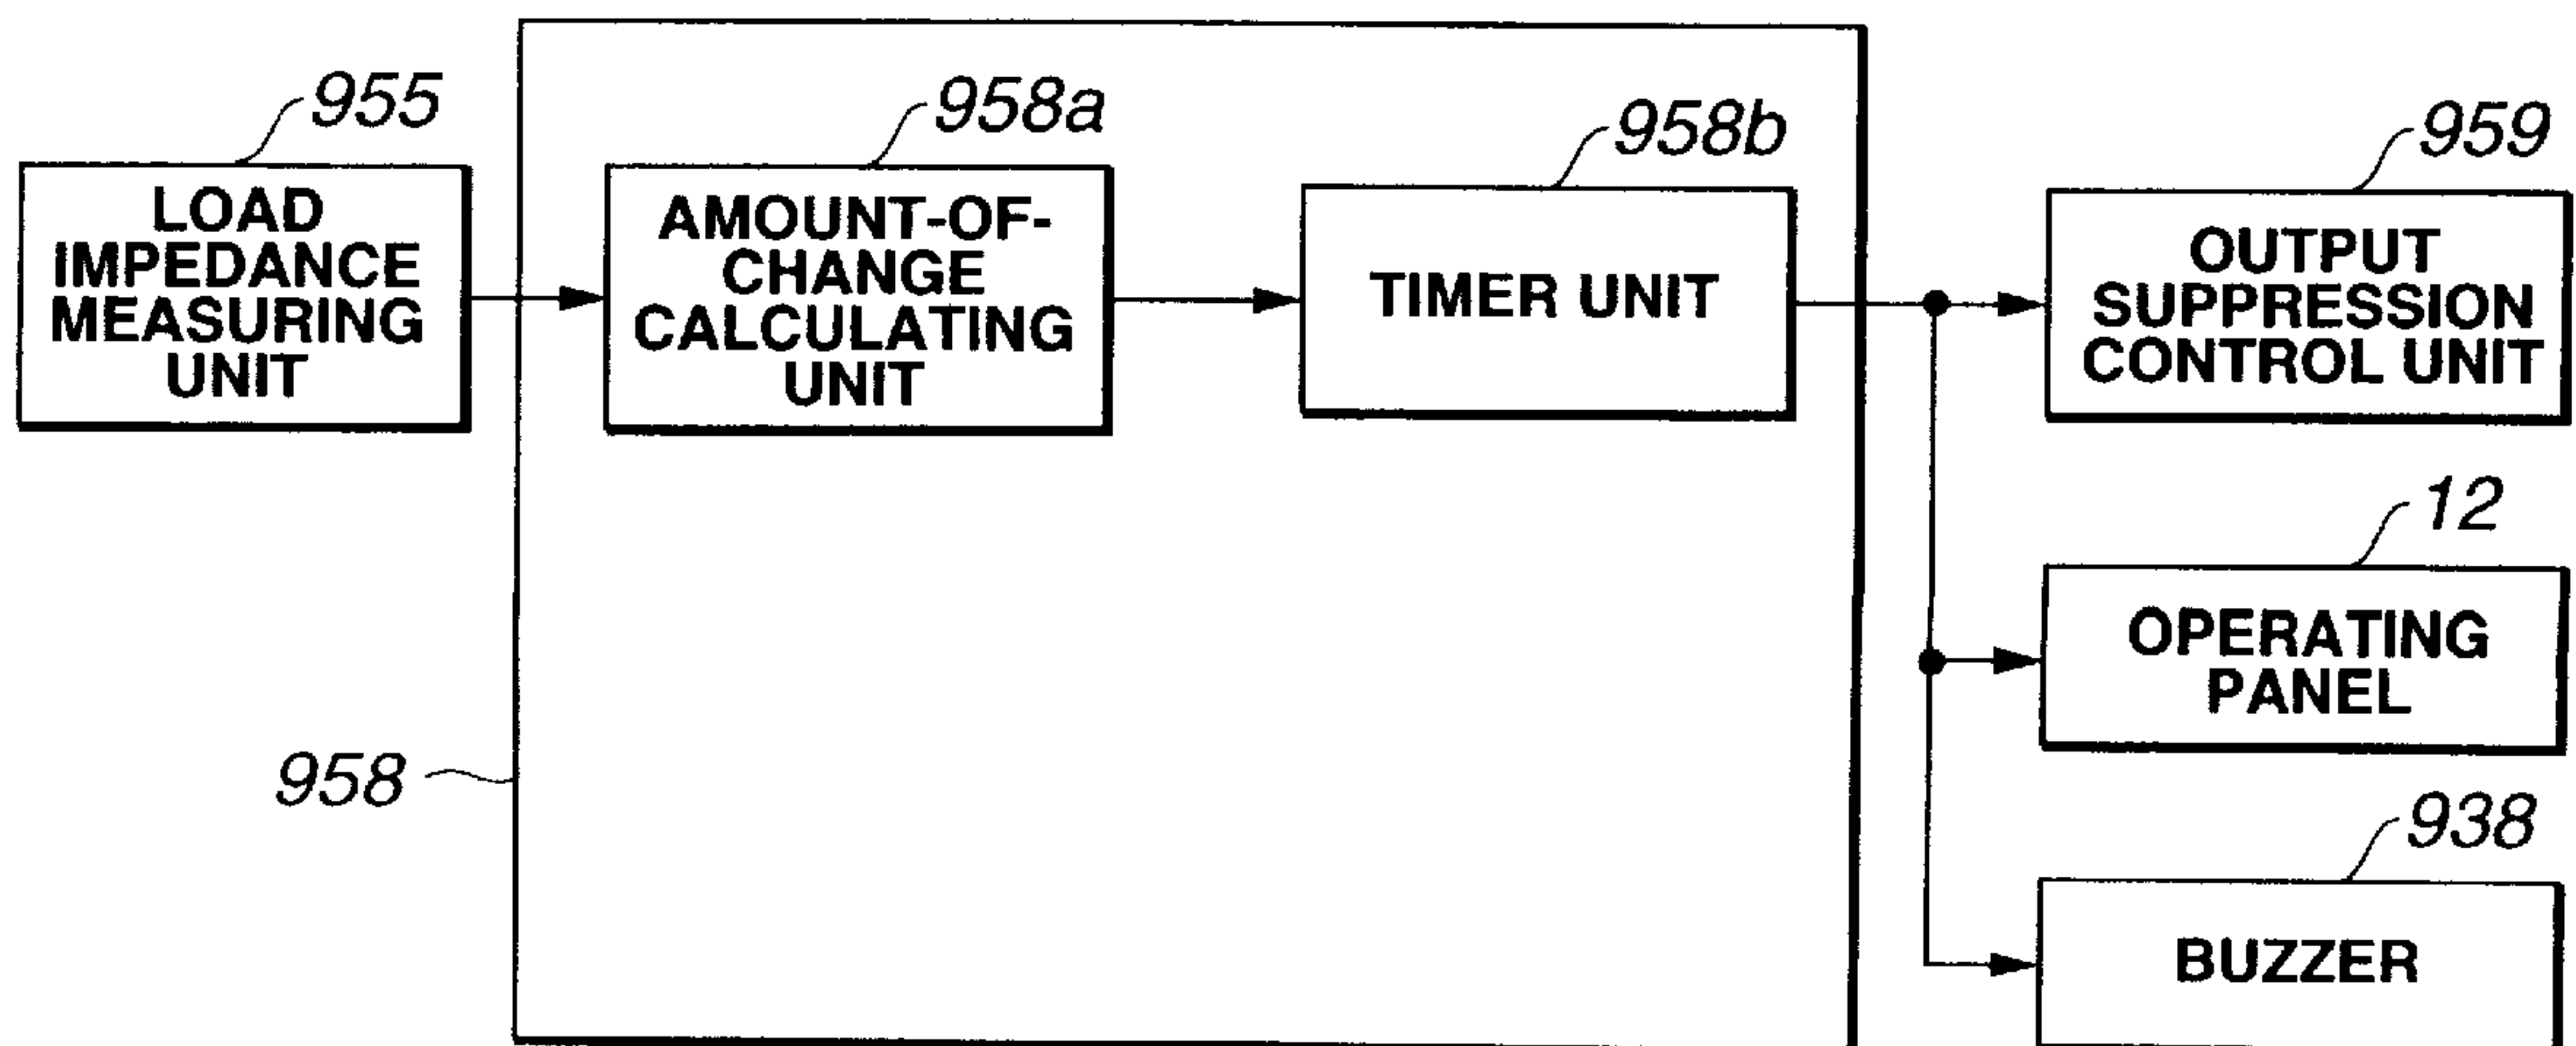 955
LOAD
IMPEDANCE
MEASURING
UNIT
958a
AMOUNT-OF-
CHANGE
CALCULATING
UNIT
958b
TIMER UNIT
959
OUTPUT
SUPPRESSION
CONTROL UNIT
12
OPERATING
PANEL
958
938
BUZZER